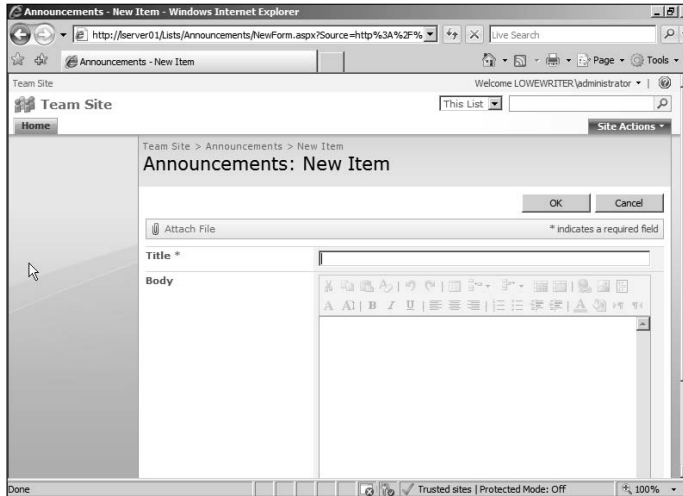 Announcements - New Item - Windows Internet Explorer
http://lserver01/Lists/Announcements/NewForm.aspx?Source=http%3A%2F%
Live Search
Announcements - New Item
Page
Tools
Team Site
Welcome LOWEWRITER\administrator
Team Site
This List
Home
Site Actions
Team Site > Announcements > New Item
Announcements: New Item
OK
Cancel
Attach File
* indicates a required field
Title *
Body
A A B I U A
Done
Trusted sites | Protected Mode: Off
100%